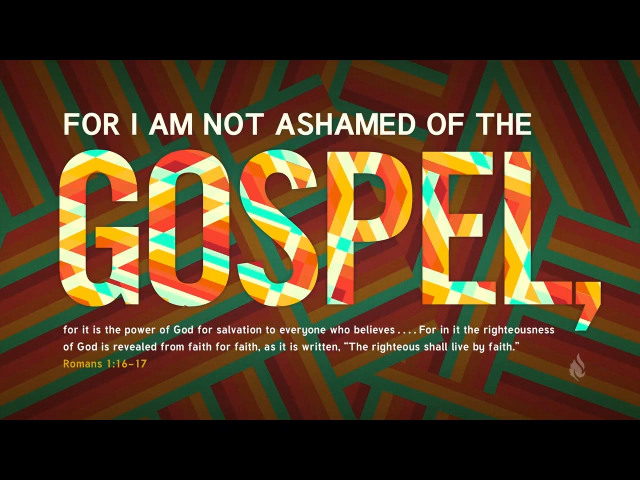 FOR I AM NOT ASHAMED OF THE
GOSPEL,
for it is the power of God for salvation to everyone who believes .... For in it the righteousness
of God is revealed from faith for faith, as it is written, “The righteous shall live by faith.”
Romans 1:16–17